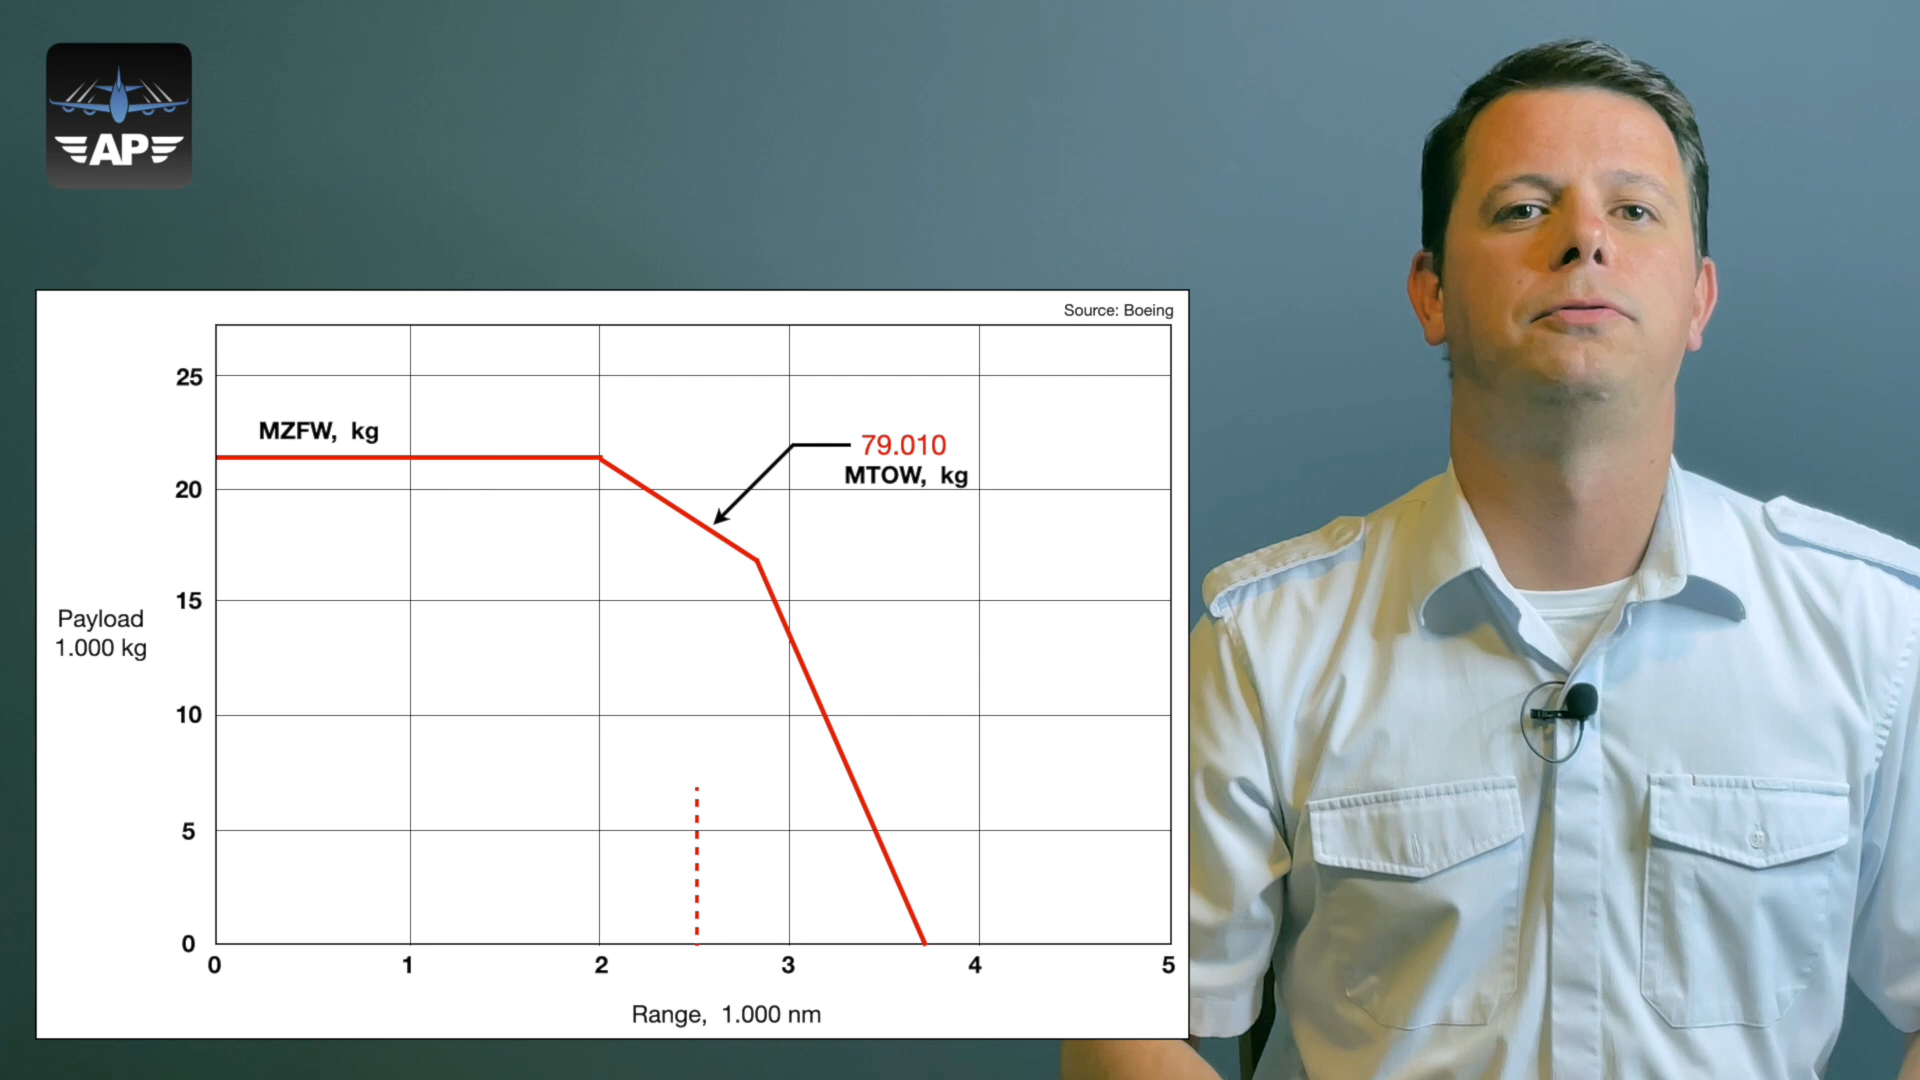 AP
Source: Boeing
25
MZFW, kg
79.010
MTOW, kg
20
15
Payload
1.000 kg
10
5
0
0 1 2 3 4 5
Range, 1.000 nm